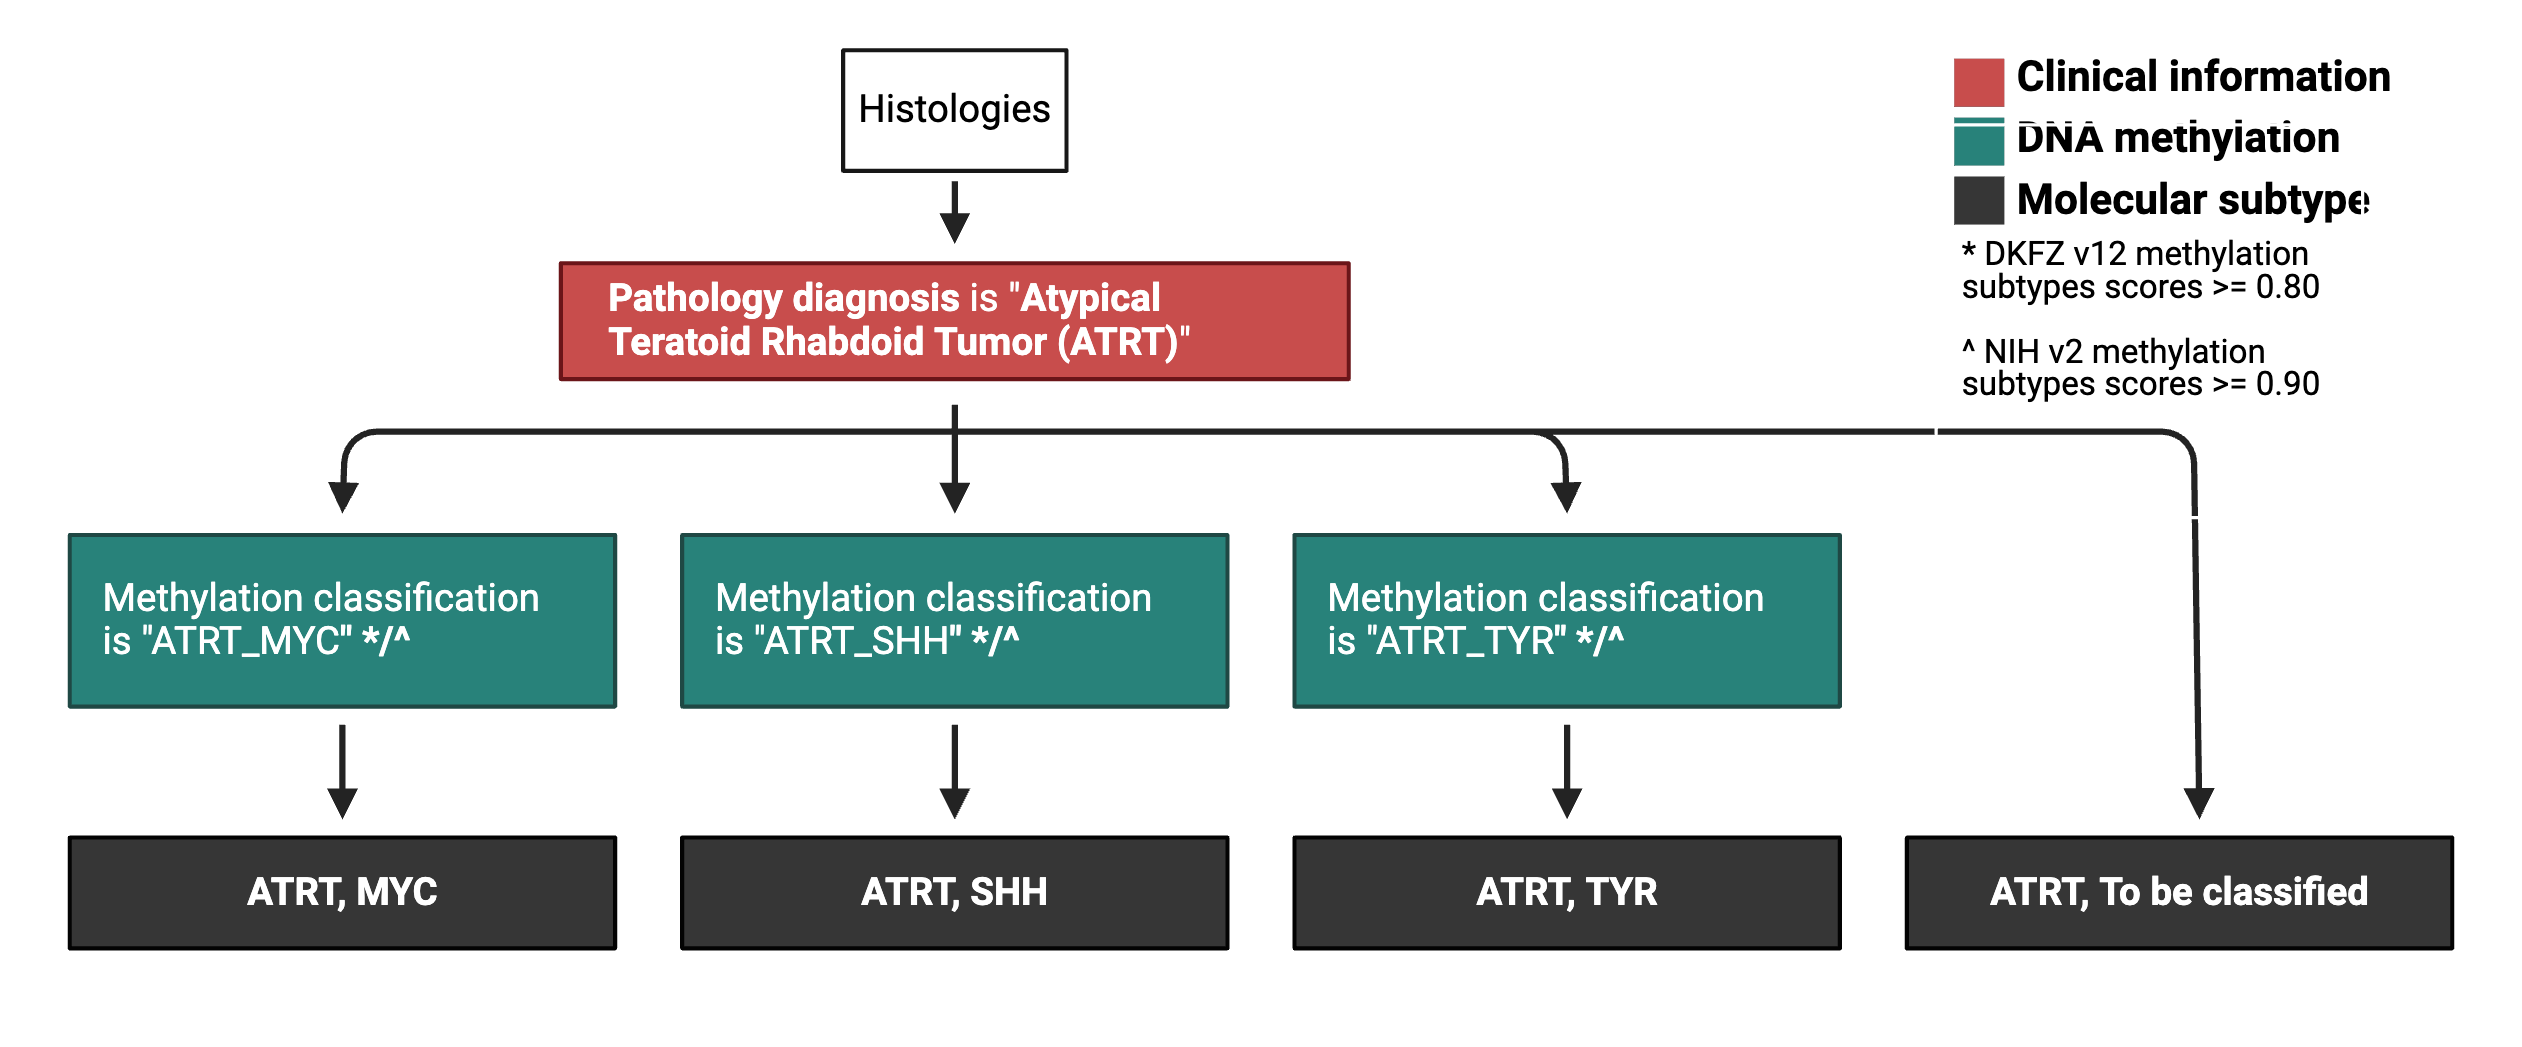 Histologies
Clinical information
DNA methylation
Molecular subtype
* DKFZ v12 methylation
subtypes scores >= 0.80
^ NIH v2 methylation
subtypes scores >= 0.90
Pathology diagnosis is "Atypical
Teratoid Rhabdoid Tumor (ATRT)"
Methylation classification
is "ATRT_MYC" */^
Methylation classification
is "ATRT_SHH" */^
Methylation classification
is "ATRT_TYR" */^
ATRT, MYC
ATRT, SHH
ATRT, TYR
ATRT, To be classified